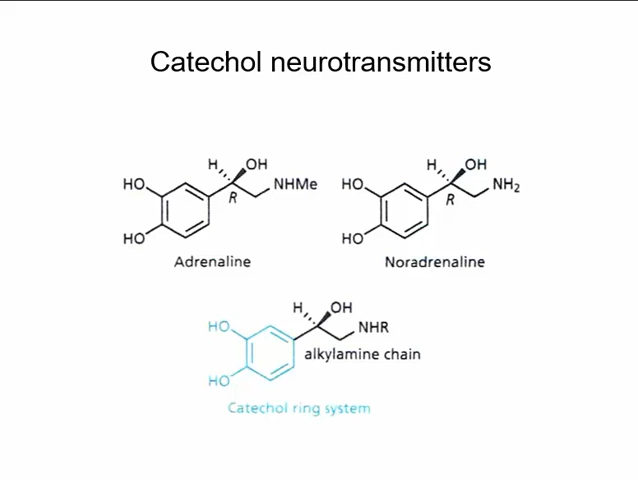 Catechol neurotransmitters
H OH H OH
HO NHMe HO NH₂
R R
HO HO
Adrenaline Noradrenaline
H OH
HO NHR
alkylamine chain
HO
Catechol ring system